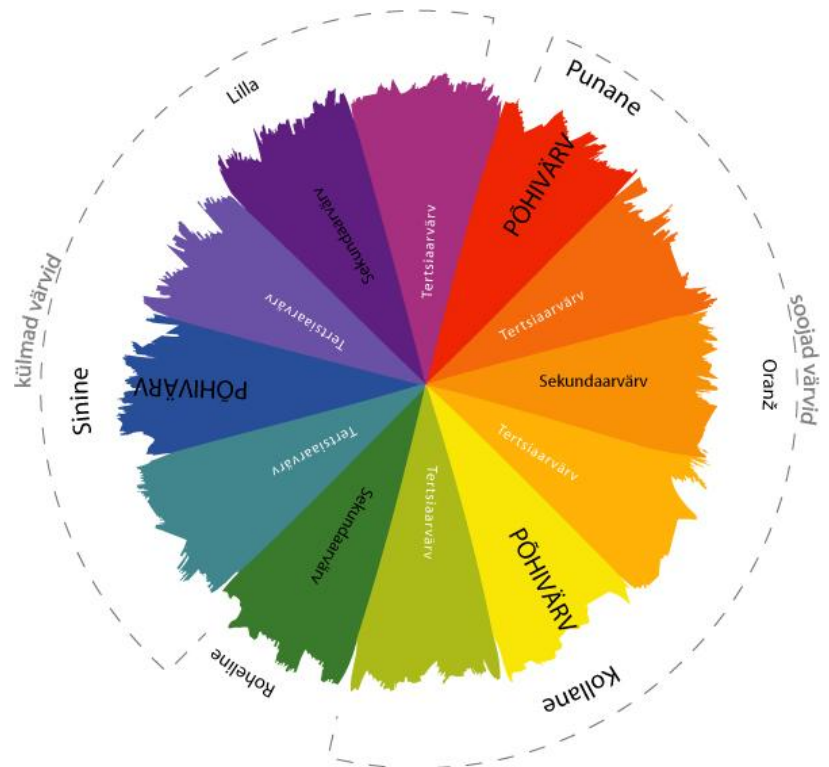 Punane
PÕHIVÄRV
Tertsiaarvärv
soojad värvid
Oranž
Sekundaarvärv
Tertsiaarvärv
Kollane
PÕHIVÄRV
Tertsiaarvärv
Roheline
Sekundaarvärv
Tertsiaarvärv
külmad värvid
Sinine
PÕHIVÄRV
Tertsiaarvärv
Lilla
Sekundaarvärv
Tertsiaarvärv